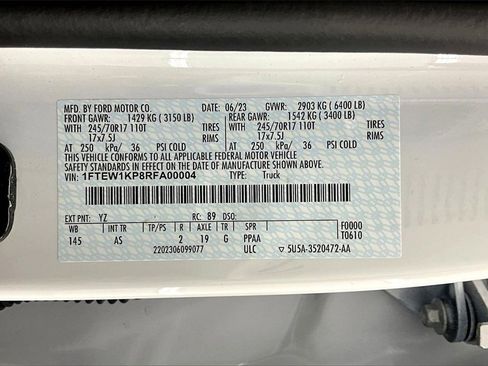 MFD. BY FORD MOTOR CO. DATE: 06/23 GVWR: 2903 KG ( 6400 LB)
FRONT GAWR: 1429 KG ( 3150 LB) REAR GAWR: 1542 KG ( 3400 LB)
WITH 245/70R17 110T TIRES WITH 245/70R17 110T TIRES
17x7.5J RIMS 17x7.5J RIMS
AT 250 kPa/ 36 PSI COLD AT 250 kPa/ 36 PSI COLD
THIS VEHICLE CONFORMS TO ALL APPLICABLE FEDERAL MOTOR VEHICLE
SAFETY STANDARDS IN EFFECT ON THE DATE OF MANUFACTURE SHOWN ABOVE.
VIN: 1FTEW1KP8RFA00004 TYPE: Truck
EXT PNT: YZ RC: 89 DSO: F0000
WB INT TR TP/PS R AXLE TR SPR T0610
145 AS 2 19 G PPAA
2202306099077 ULC 5U5A-3520472-AA